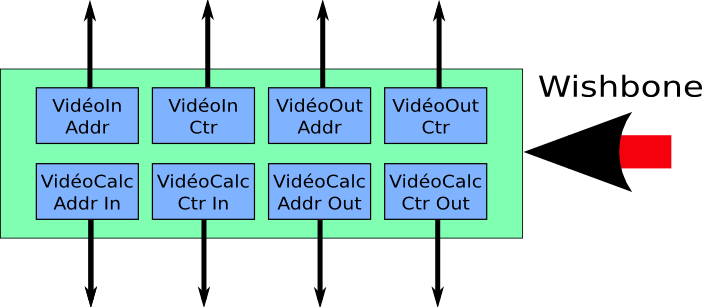 Wishbone
VidéoIn
Addr
VidéoIn
Ctr
VidéoOut
Addr
VidéoOut
Ctr
VidéoCalc
Addr In
VidéoCalc
Ctr In
VidéoCalc
Addr Out
VidéoCalc
Ctr Out